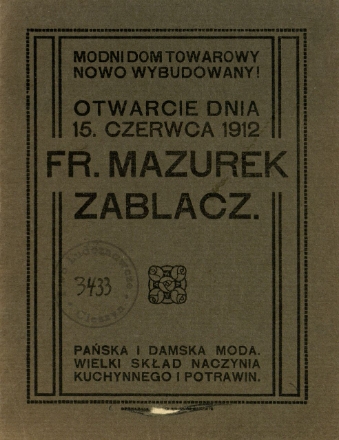 MODNI DOM TOWAROWY
NOWO WYBUDOWANY!
OTWARCIE DNIA
15. CZERWCA 1912
FR. MAZUREK
ZABLACZ.
3433
PAŃSKA I DAMSKA MODA.
WIELKI SKŁAD NACZYNIA
KUCHYNNEGO I POTRAWIN.